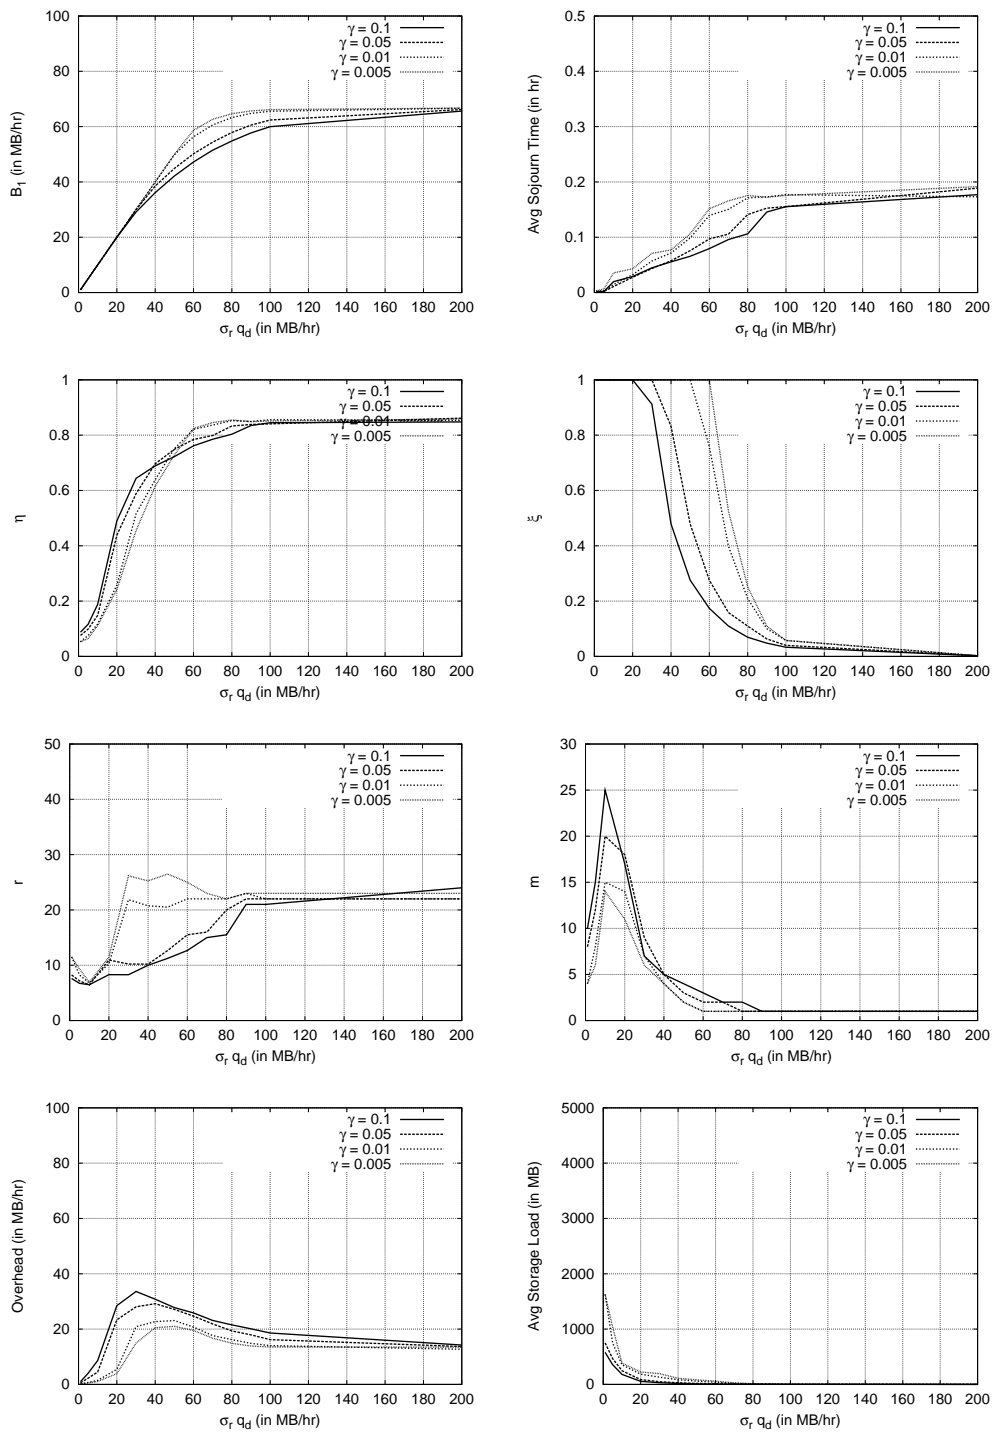 B1 (in MB/hr)
100
80
60
40
20
0
0 20 40 60 80 100 120 140 160 180 200
σr qd (in MB/hr)
γ = 0.1
γ = 0.05
γ = 0.01
γ = 0.005
Avg Sojourn Time (in hr)
0.5
0.4
0.3
0.2
0.1
0
0 20 40 60 80 100 120 140 160 180 200
σr qd (in MB/hr)
γ = 0.1
γ = 0.05
γ = 0.01
γ = 0.005
η
1
0.8
0.6
0.4
0.2
0
0 20 40 60 80 100 120 140 160 180 200
σr qd (in MB/hr)
γ = 0.1
γ = 0.05
γ = 0.01
γ = 0.005
ξ
1
0.8
0.6
0.4
0.2
0
0 20 40 60 80 100 120 140 160 180 200
σr qd (in MB/hr)
γ = 0.1
γ = 0.05
γ = 0.01
γ = 0.005
r
50
40
30
20
10
0
0 20 40 60 80 100 120 140 160 180 200
σr qd (in MB/hr)
γ = 0.1
γ = 0.05
γ = 0.01
γ = 0.005
m
30
25
20
15
10
5
0
0 20 40 60 80 100 120 140 160 180 200
σr qd (in MB/hr)
γ = 0.1
γ = 0.05
γ = 0.01
γ = 0.005
Overhead (in MB/hr)
100
80
60
40
20
0
0 20 40 60 80 100 120 140 160 180 200
σr qd (in MB/hr)
γ = 0.1
γ = 0.05
γ = 0.01
γ = 0.005
Avg Storage Load (in MB)
5000
4000
3000
2000
1000
0
0 20 40 60 80 100 120 140 160 180 200
σr qd (in MB/hr)
γ = 0.1
γ = 0.05
γ = 0.01
γ = 0.005